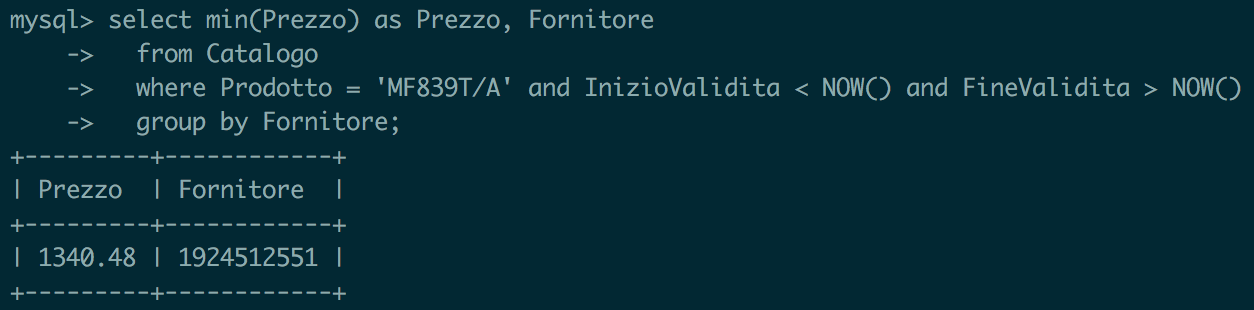 mysql> select min(Prezzo) as Prezzo, Fornitore
    ->   from Catalogo
    ->   where Prodotto = 'MF839T/A' and InizioValidita < NOW() and FineValidita > NOW()
    ->   group by Fornitore;
+---------+------------+
| Prezzo  | Fornitore  |
+---------+------------+
| 1340.48 | 1924512551 |
+---------+------------+